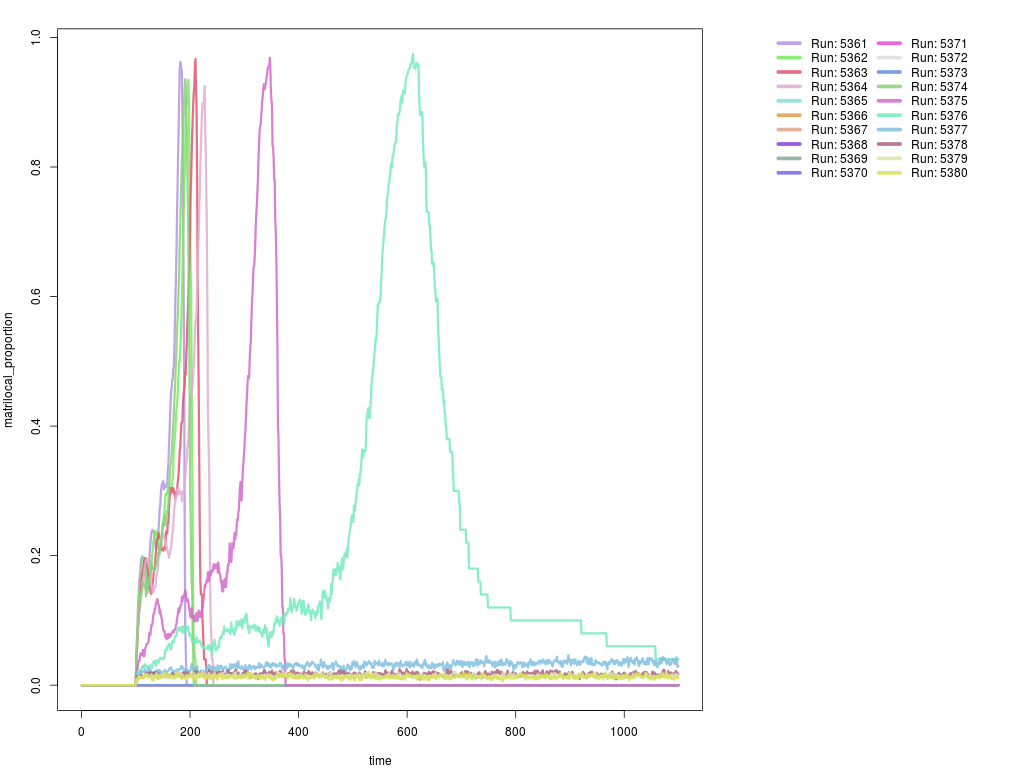 1.0
0.8
0.6
0.4
0.2
0.0
matrilocal_proportion
0 200 400 600 800 1000
time
Run: 5361 Run: 5371
Run: 5362 Run: 5372
Run: 5363 Run: 5373
Run: 5364 Run: 5374
Run: 5365 Run: 5375
Run: 5366 Run: 5376
Run: 5367 Run: 5377
Run: 5368 Run: 5378
Run: 5369 Run: 5379
Run: 5370 Run: 5380